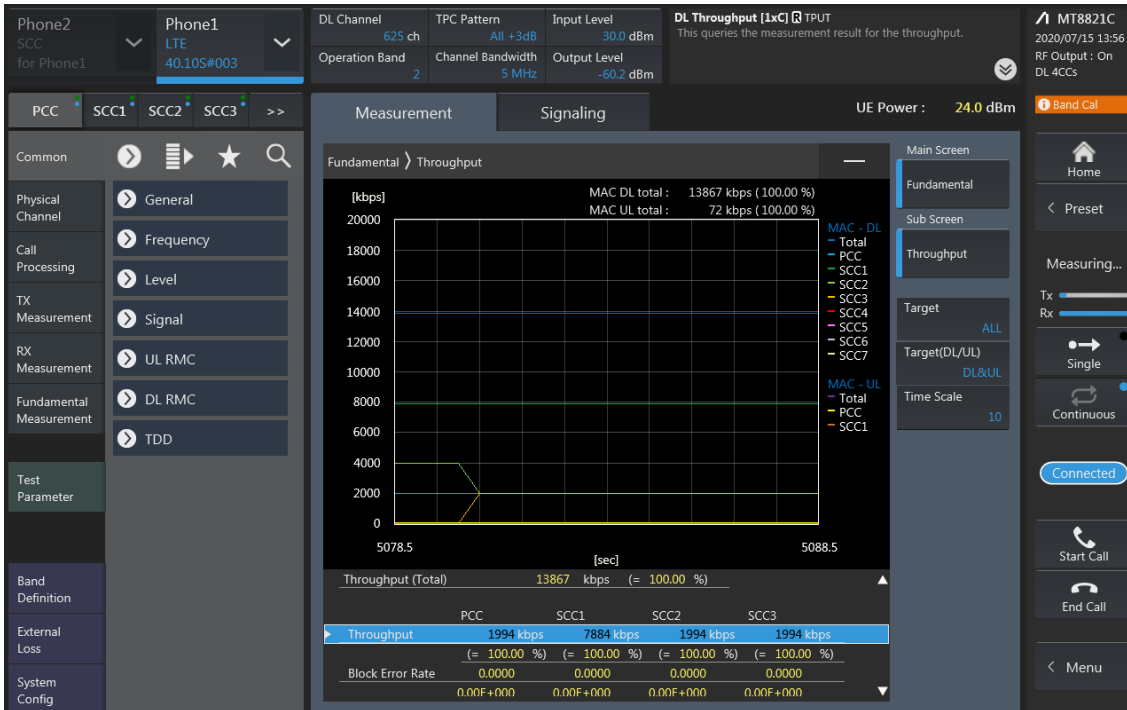 Phone2
SCC
for Phone1
Phone1
LTE
40.10S#003
DL Channel
625 ch
Operation Band
2
TPC Pattern
All +3dB
Channel Bandwidth
5 MHz
Input Level
30.0 dBm
Output Level
-60.2 dBm
DL Throughput [1xC] R TPUT
This queries the measurement result for the throughput.
MT8821C
2020/07/15 13:56
RF Output : On
DL 4CCs
PCC
SCC1
SCC2
SCC3
>>
Measurement
Signaling
UE Power : 24.0 dBm
Band Cal
Common
Physical
Channel
Call
Processing
TX
Measurement
RX
Measurement
Fundamental
Measurement
Test
Parameter
Band
Definition
External
Loss
System
Config
General
Frequency
Level
Signal
UL RMC
DL RMC
TDD
Fundamental
Throughput
[kbps]
MAC DL total : 13867 kbps ( 100.00 %)
MAC UL total : 72 kbps ( 100.00 %)
20000
18000
16000
14000
12000
10000
8000
6000
4000
2000
0
5078.5
5088.5
[sec]
MAC - DL
Total
PCC
SCC1
SCC2
SCC3
SCC4
SCC5
SCC6
SCC7
MAC - UL
Total
PCC
SCC1
Throughput (Total) 13867 kbps (= 100.00 %)
PCC SCC1 SCC2 SCC3
Throughput 1994 kbps 7884 kbps 1994 kbps 1994 kbps
(= 100.00 %) (= 100.00 %) (= 100.00 %) (= 100.00 %)
Block Error Rate 0.0000 0.0000 0.0000 0.0000
0.00E+000 0.00E+000 0.00E+000 0.00E+000
Main Screen
Fundamental
Sub Screen
Throughput
Target
ALL
Target(DL/UL)
DL&UL
Time Scale
10
Home
< Preset
Measuring...
Tx
Rx
Single
Continuous
Connected
Start Call
End Call
< Menu